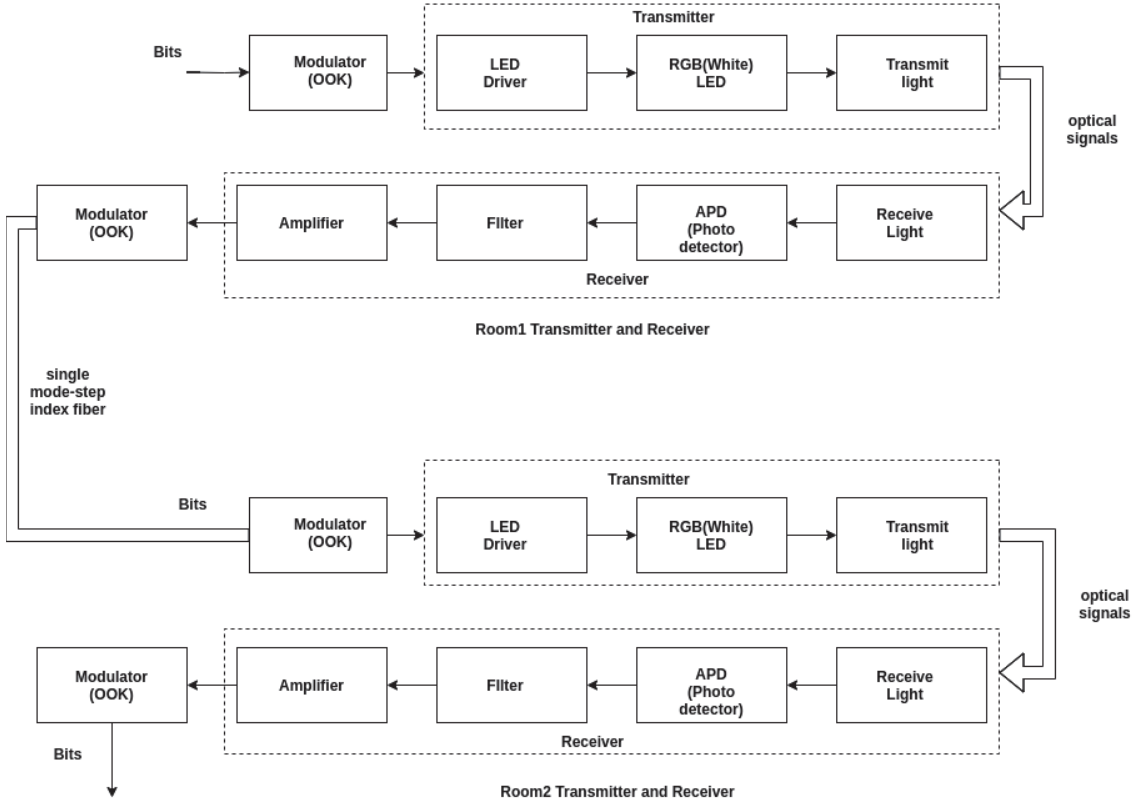 Transmitter
Bits
Modulator
(OOK)
LED
Driver
RGB(White)
LED
Transmit
light
optical
signals
Modulator
(OOK)
Amplifier
FIlter
APD
(Photo
detector)
Receive
Light
Receiver
Room1 Transmitter and Receiver
single
mode-step
index fiber
Transmitter
Bits
Modulator
(OOK)
LED
Driver
RGB(White)
LED
Transmit
light
optical
signals
Modulator
(OOK)
Amplifier
FIlter
APD
(Photo
detector)
Receive
Light
Receiver
Bits
Room2 Transmitter and Receiver